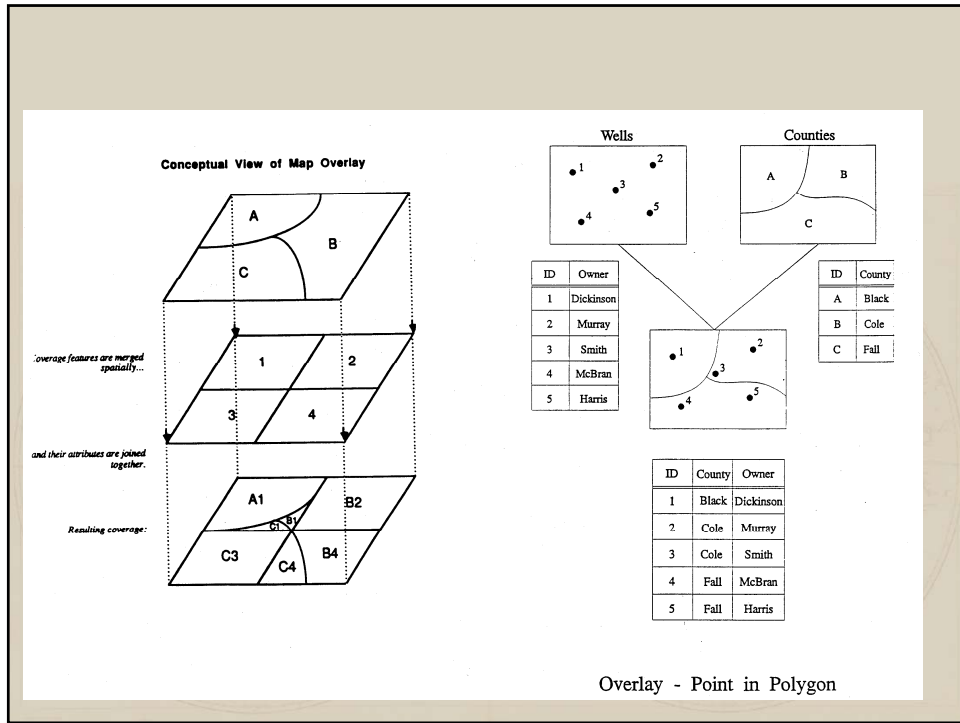 Conceptual View of Map Overlay
A
B
C
:overage features are merged
spatially...
1
2
3
4
and their attributes are joined
together.
Resulting coverage:
A1
B1
C1
B2
C3
C4
B4
Wells
1
2
3
4
5
Counties
A
B
C
ID Owner
1 Dickinson
2 Murray
3 Smith
4 McBran
5 Harris
ID County
A Black
B Cole
C Fall
1
2
3
4
5
ID County Owner
1 Black Dickinson
2 Cole Murray
3 Cole Smith
4 Fall McBran
5 Fall Harris
Overlay - Point in Polygon